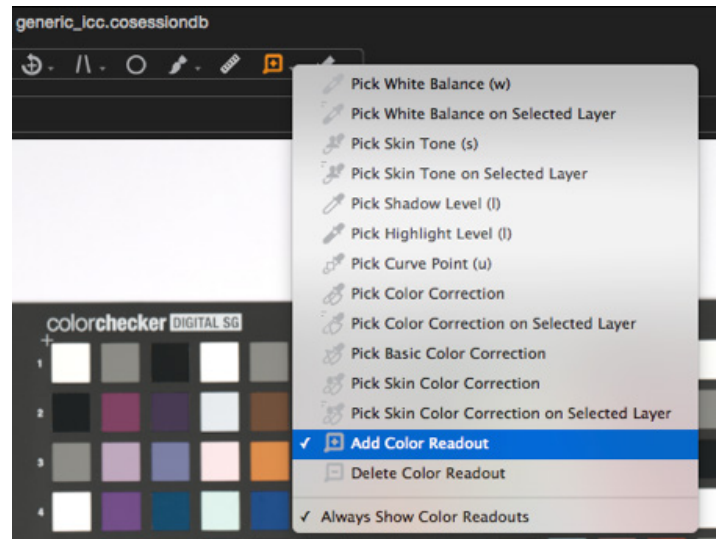 generic_icc.cosessiondb
Pick White Balance (w)
Pick White Balance on Selected Layer
Pick Skin Tone (s)
Pick Skin Tone on Selected Layer
Pick Shadow Level (l)
Pick Highlight Level (l)
Pick Curve Point (u)
Pick Color Correction
Pick Color Correction on Selected Layer
Pick Basic Color Correction
Pick Skin Color Correction
Pick Skin Color Correction on Selected Layer
Add Color Readout
Delete Color Readout
Always Show Color Readouts
colorchecker DIGITAL SG
1
2
3
4